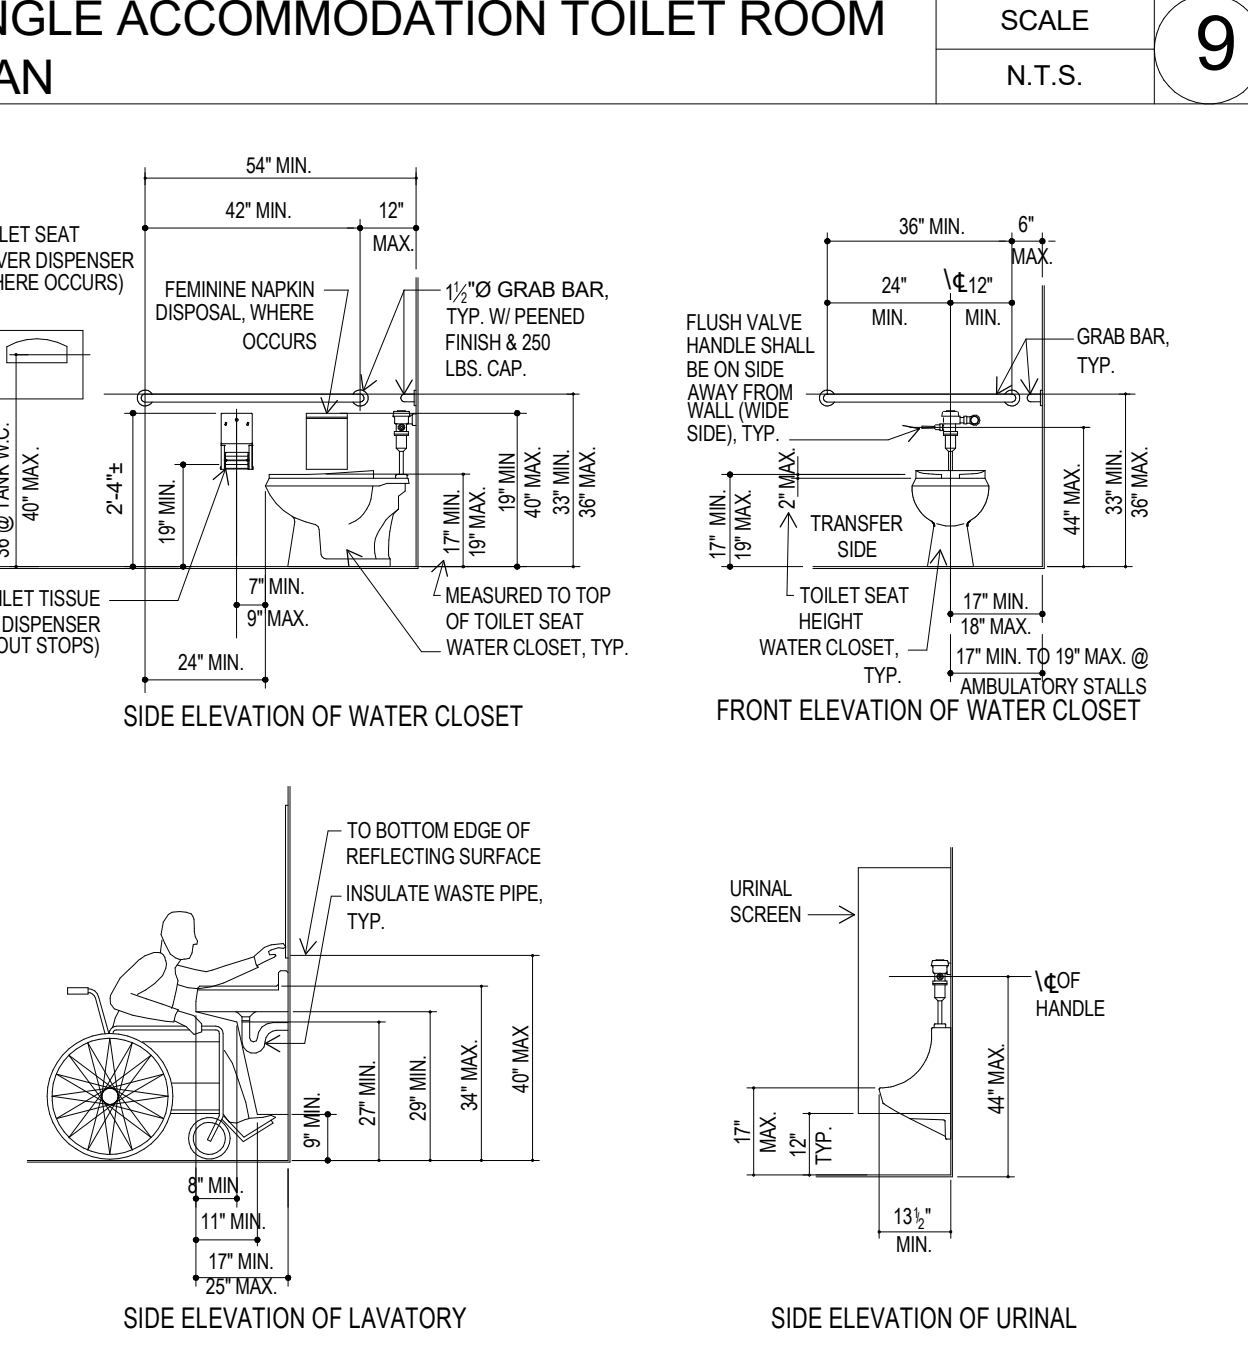 NGLE ACCOMMODATION TOILET ROOM
AN
SCALE
N.T.S.
9
54" MIN.
42" MIN.
12"
MAX.
LET SEAT
VER DISPENSER
HERE OCCURS)
FEMININE NAPKIN
DISPOSAL, WHERE
OCCURS
1½"Ø GRAB BAR,
TYP. W/ PEENED
FINISH & 250
LBS. CAP.
36 @ TANK W.C.
40" MAX.
2'-4"±
19" MIN.
17" MIN.
19" MAX.
19" MIN
40" MAX.
33" MIN.
36" MAX.
ILET TISSUE
DISPENSER
OUT STOPS)
7" MIN.
9" MAX.
24" MIN.
MEASURED TO TOP
OF TOILET SEAT
WATER CLOSET, TYP.
SIDE ELEVATION OF WATER CLOSET
36" MIN.
6"
MAX.
24"
MIN.
\℄12"
MIN.
FLUSH VALVE
HANDLE SHALL
BE ON SIDE
AWAY FROM
WALL (WIDE
SIDE), TYP.
GRAB BAR,
TYP.
17" MIN.
19" MAX.
2" MAX.
TRANSFER
SIDE
44" MAX.
33" MIN.
36" MAX.
TOILET SEAT
HEIGHT
WATER CLOSET,
TYP.
17" MIN.
18" MAX.
17" MIN. TO 19" MAX. @
AMBULATORY STALLS
FRONT ELEVATION OF WATER CLOSET
TO BOTTOM EDGE OF
REFLECTING SURFACE
INSULATE WASTE PIPE,
TYP.
9" MIN.
27" MIN.
29" MIN.
34" MAX.
40" MAX
8" MIN.
11" MIN.
17" MIN.
25" MAX.
SIDE ELEVATION OF LAVATORY
URINAL
SCREEN
\℄OF
HANDLE
17"
MAX.
12"
TYP.
44" MAX.
13½"
MIN.
SIDE ELEVATION OF URINAL